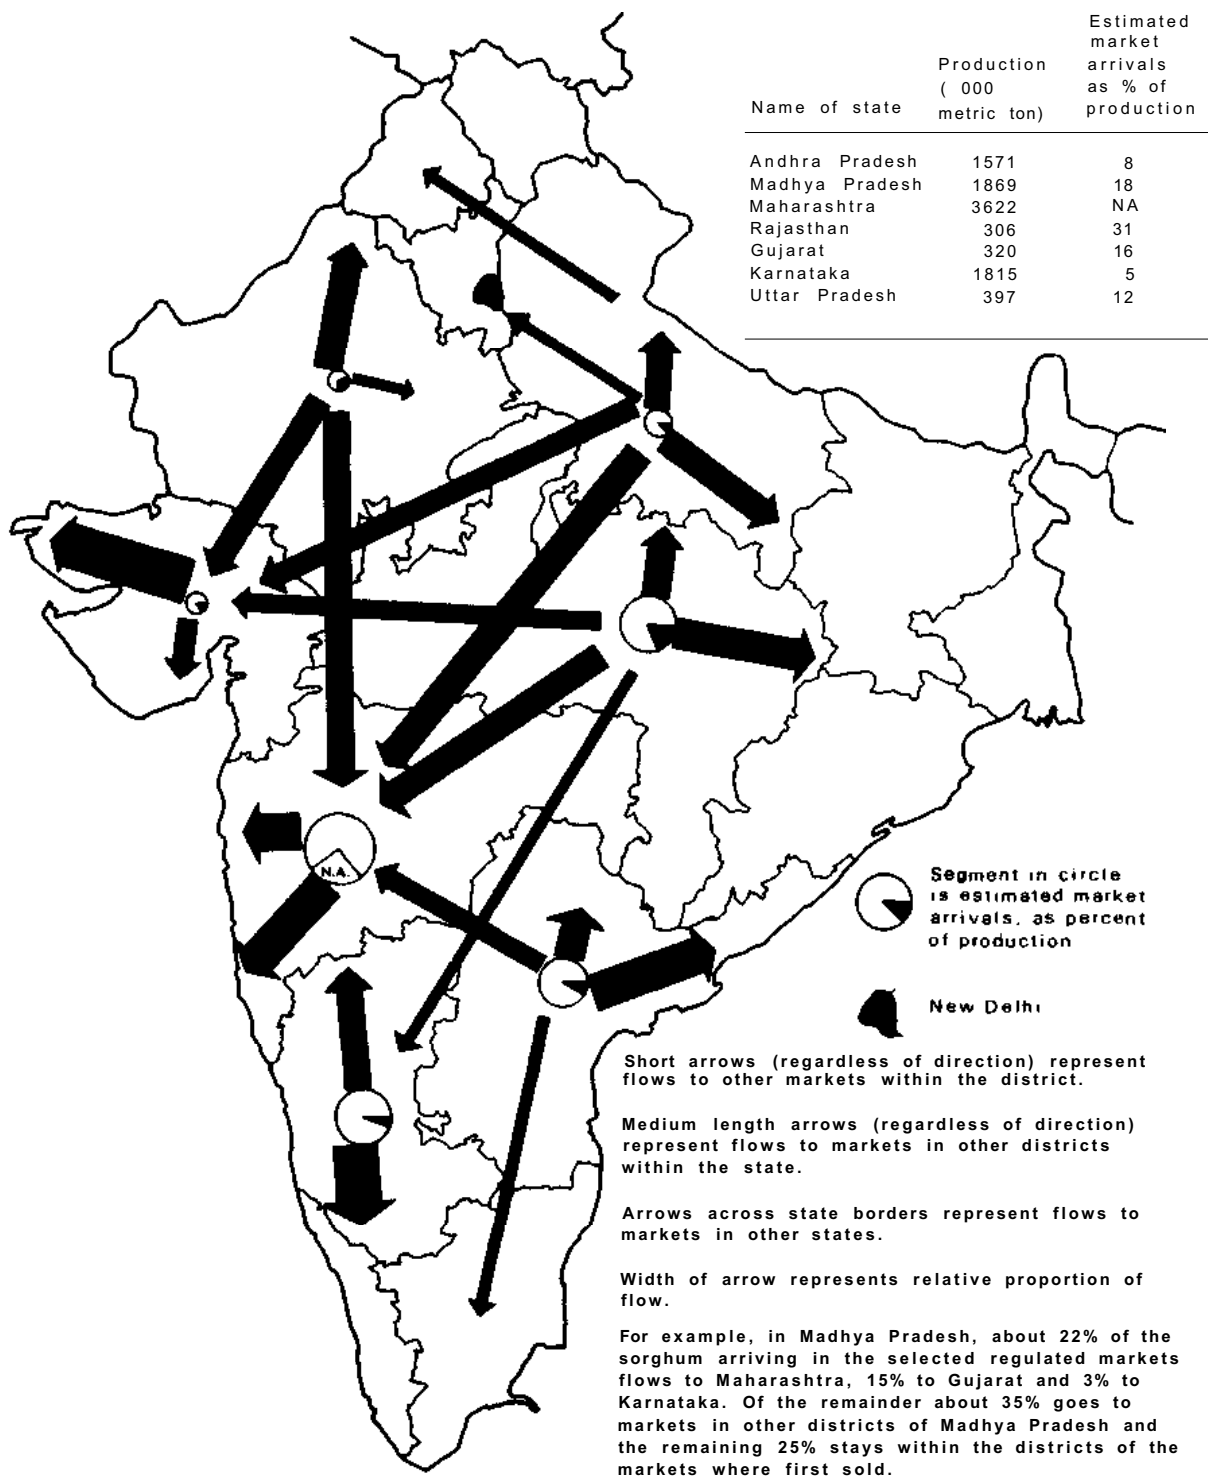 Estimated
market
Production arrivals
( 000 as % of
Name of state metric ton) production
Andhra Pradesh 1571 8
Madhya Pradesh 1869 18
Maharashtra 3622 NA
Rajasthan 306 31
Gujarat 320 16
Karnataka 1815 5
Uttar Pradesh 397 12
N.A.
Segment in circle
is estimated market
arrivals, as percent
of production
New Delhi
Short arrows (regardless of direction) represent
flows to other markets within the district.
Medium length arrows (regardless of direction)
represent flows to markets in other districts
within the state.
Arrows across state borders represent flows to
markets in other states.
Width of arrow represents relative proportion of
flow.
For example, in Madhya Pradesh, about 22% of the
sorghum arriving in the selected regulated markets
flows to Maharashtra, 15% to Gujarat and 3% to
Karnataka. Of the remainder about 35% goes to
markets in other districts of Madhya Pradesh and
the remaining 25% stays within the districts of the
markets where first sold.